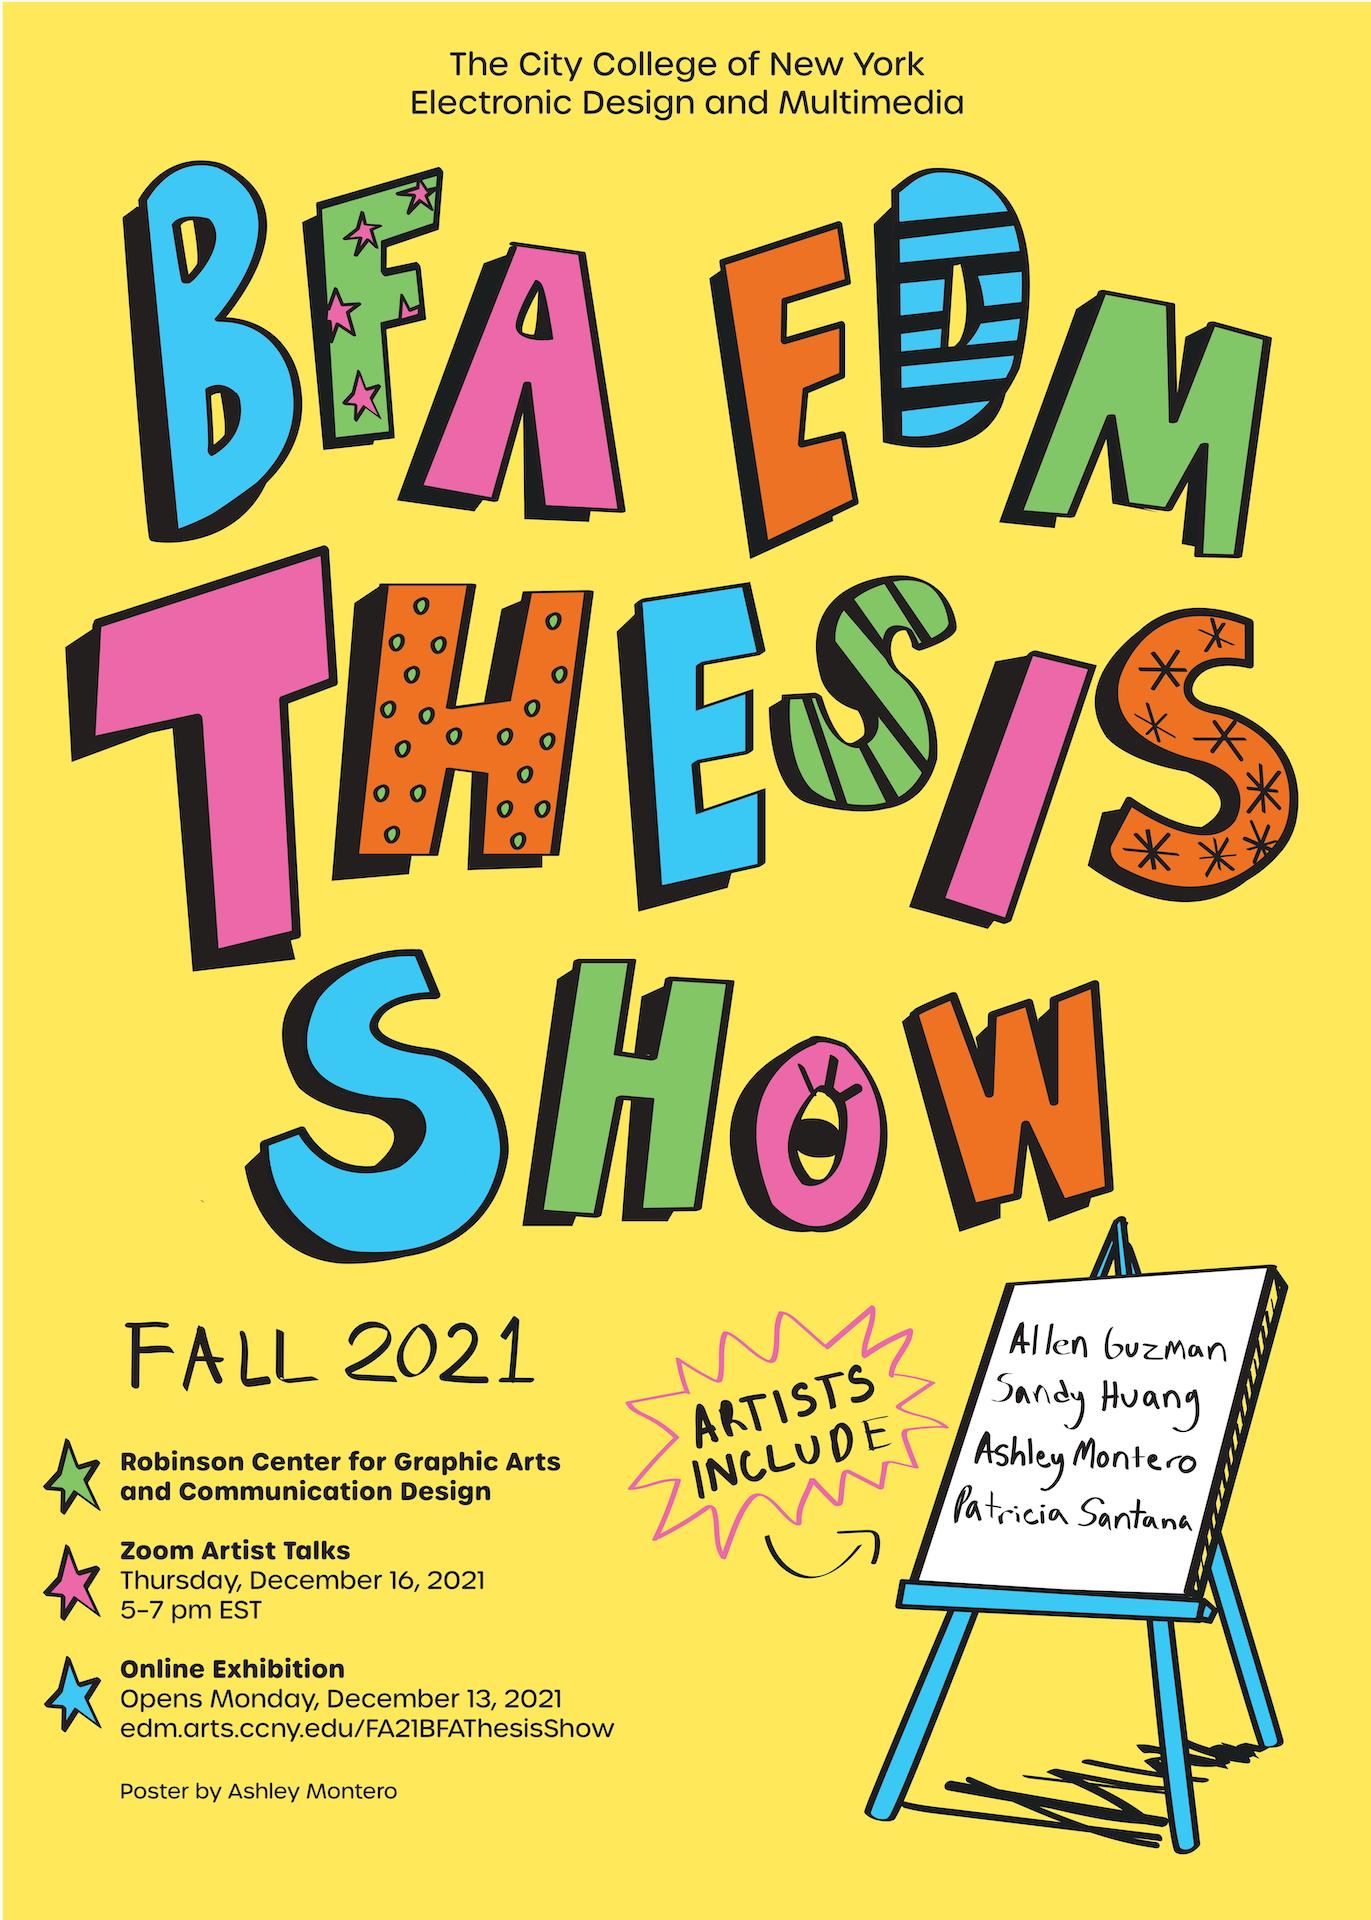 The City College of New York
Electronic Design and Multimedia
BFA EDM
THESIS
SHOW
FALL 2021
Robinson Center for Graphic Arts
and Communication Design
Zoom Artist Talks
Thursday, December 16, 2021
5–7 pm EST
Online Exhibition
Opens Monday, December 13, 2021
edm.arts.ccny.edu/FA21BFAThesisShow
Poster by Ashley Montero
ARTISTS
INCLUDE
Allen Guzman
Sandy Huang
Ashley Montero
Patricia Santana